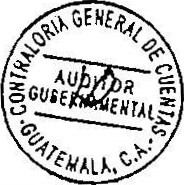 CONTRALORIA GENERAL DE CUENTAS
AUDITOR
GUBERNAMENTAL
GUATEMALA, C.A.